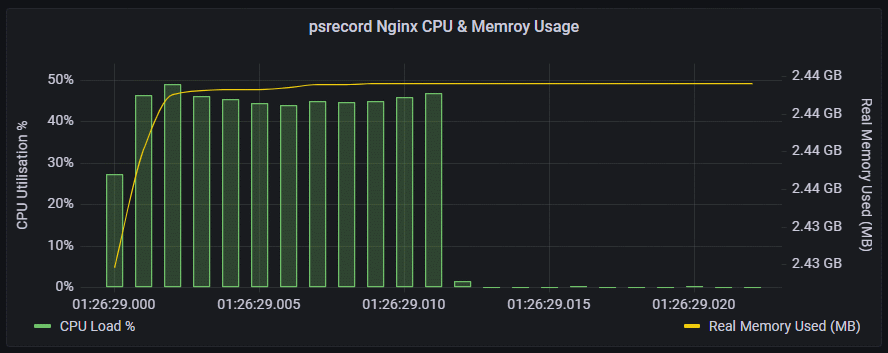 psrecord Nginx CPU & Memroy Usage
CPU Utilisation %
50%
40%
30%
20%
10%
0%
2.44 GB
2.44 GB
2.44 GB
2.44 GB
2.43 GB
2.43 GB
Real Memory Used (MB)
01:26:29.000 01:26:29.005 01:26:29.010 01:26:29.015 01:26:29.020
CPU Load % Real Memory Used (MB)